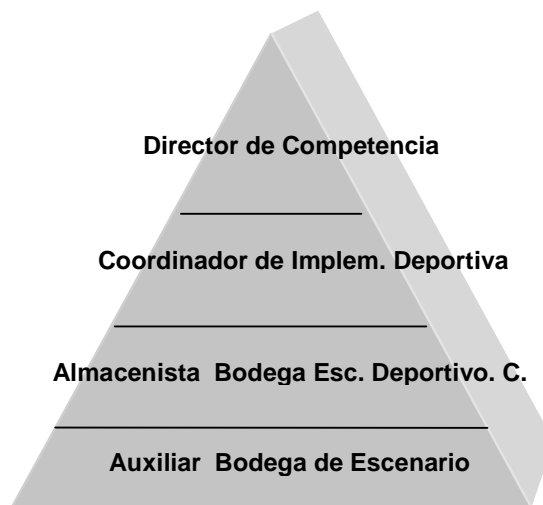 Director de Competencia
Coordinador de Implem. Deportiva
Almacenista Bodega Esc. Deportivo. C.
Auxiliar Bodega de Escenario